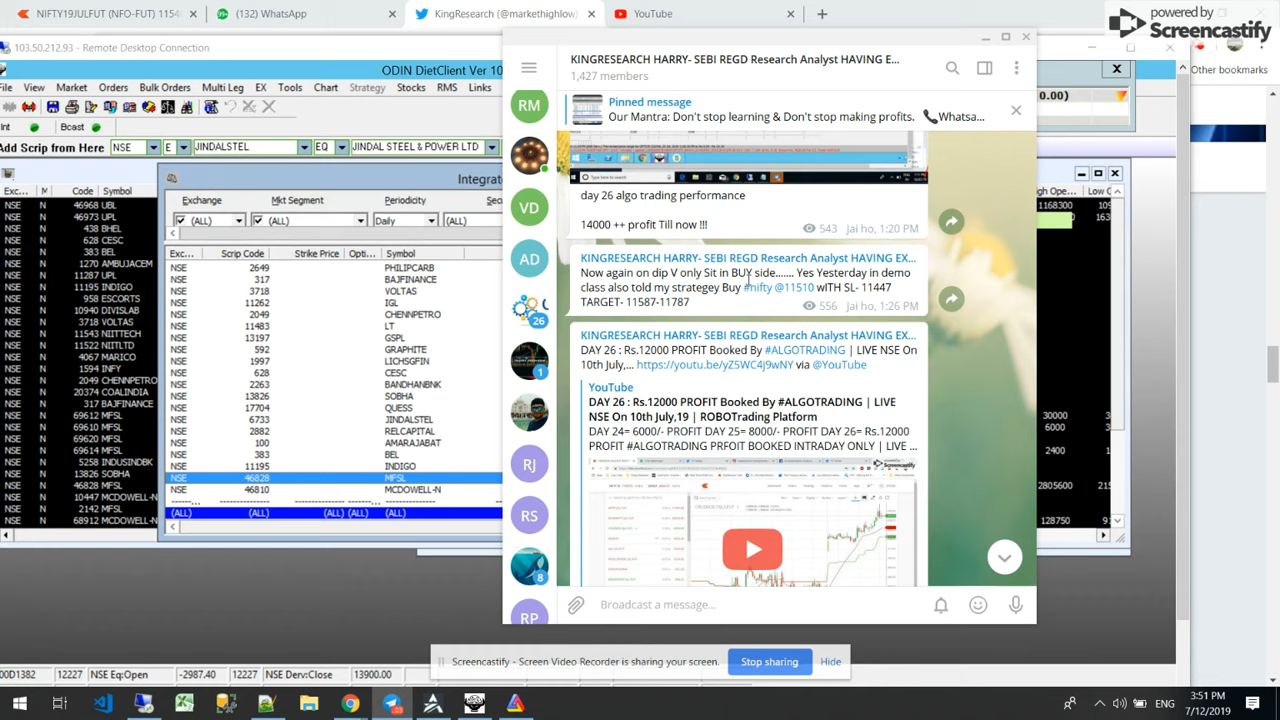 NIFTY19JULFUT (NFO-FUT) 1154
(132) WhatsApp
KingResearch (@markethighlow)
YouTube
powered by
Screencastify
103.50.212.93 - Remote Desktop Connection
Other bookmarks
ODIN DietClient Ver 10
File View Market Orders Bulk Orders Multi Leg EX Tools Chart Strategy Stocks RMS Links
Bcast
Add Scrip from Here NSE E JINDALSTEL EQ JINDAL STEEL & POWER LTD
Integrat
Exchange Mkt Segment Periodicity
(ALL) (ALL) Daily (ALL)
Exc... Symbol
NSE N 46968 UPL
NSE N 46973 UPL
NSE N 438 BHEL
NSE N 628 CESC
NSE N 383 BEL
NSE N 1270 AMBUJACEM
NSE N 11287 UPL
NSE N 11195 INDIGO
NSE N 958 ESCORTS
NSE N 10940 DIVISLAB
NSE N 3718 VOLTAS
NSE N 11543 NIITTECH
NSE N 11522 NIITLTD
NSE N 4067 MARICO
NSE N 1594 INFY
NSE N 2049 CHENNPETRO
NSE N 20374 COALINDIA
NSE N 317 BAJFINANCE
NSE N 69612 MFSL
NSE N 69610 MFSL
NSE N 69620 MFSL
NSE N 69640 MFSL
NSE N 69638 MFSL
NSE N 10447 MCDOWELL-N
Exc... Scrip Code Strike Price Opti... Symbol
NSE 2649 PHILIPCARB
NSE 317 BAJFINANCE
NSE 3718 VOLTAS
NSE 11262 IGL
NSE 2049 CHENNPETRO
NSE 11483 LT
NSE 13197 GSPL
NSE 592 GRAPHITE
NSE 1997 LICHSGFIN
NSE 628 CESC
NSE 2263 BANDHANBNK
NSE 13826 SOBHA
NSE 17704 QUESS
NSE 6733 JINDALSTEL
NSE 2882 RELCAPITAL
NSE 100 AMARAJABAT
NSE 383 BEL
NSE 11195 INDIGO
NSE 46828 MFSL
NSE 46810 MCDOWELL-N
(ALL) (ALL) (ALL) (ALL) (ALL)
KINGRESEARCH HARRY- SEBI REGD Research Analyst HAVING E...
1,427 members
Pinned message
Our Mantra: Don't stop learning & Don't stop making profits. 📞Whatsa...
RM
VD
AD
26
1
RJ
RS
8
RP
day 26 algo trading performance
14000 ++ profit Till now !!!
543 Jai ho, 1:20 PM
KINGRESEARCH HARRY- SEBI REGD Research Analyst HAVING EX...
Now again on dip V only Sit in BUY side....... Yes Yesterday in demo
class also told my strategey Buy #nifty @11510 wITH SL- 11447
TARGET- 11587-11787
556 Jai ho, 1:26 PM
KINGRESEARCH HARRY- SEBI REGD Research Analyst HAVING EX...
DAY 26 : Rs.12000 PROFIT Booked By #ALGOTRADING | LIVE NSE On
10th July,... https://youtu.be/yZ5WC4j9wNY via @YouTube
YouTube
DAY 26 : Rs.12000 PROFIT Booked By #ALGOTRADING | LIVE
NSE On 10th July,19 | ROBOTrading Platform
DAY 24= 6000/- PROFIT DAY 25= 8000/- PROFIT DAY 26= Rs.12000
PROFIT #ALGOTRADING PRFOIT BOOKED INTRADAY ONLY | LIVE ...
Screencastify
Broadcast a message...
0.00)
gh Ope... Low
1168300
30000
6000
2400
2805600
128750
Screencastify - Screen Video Recorder is sharing your screen. Stop sharing Hide
NSE Eq:Open -2987.40 12227 NSE Derv:Close 13900.00
ENG
3:51 PM
7/12/2019